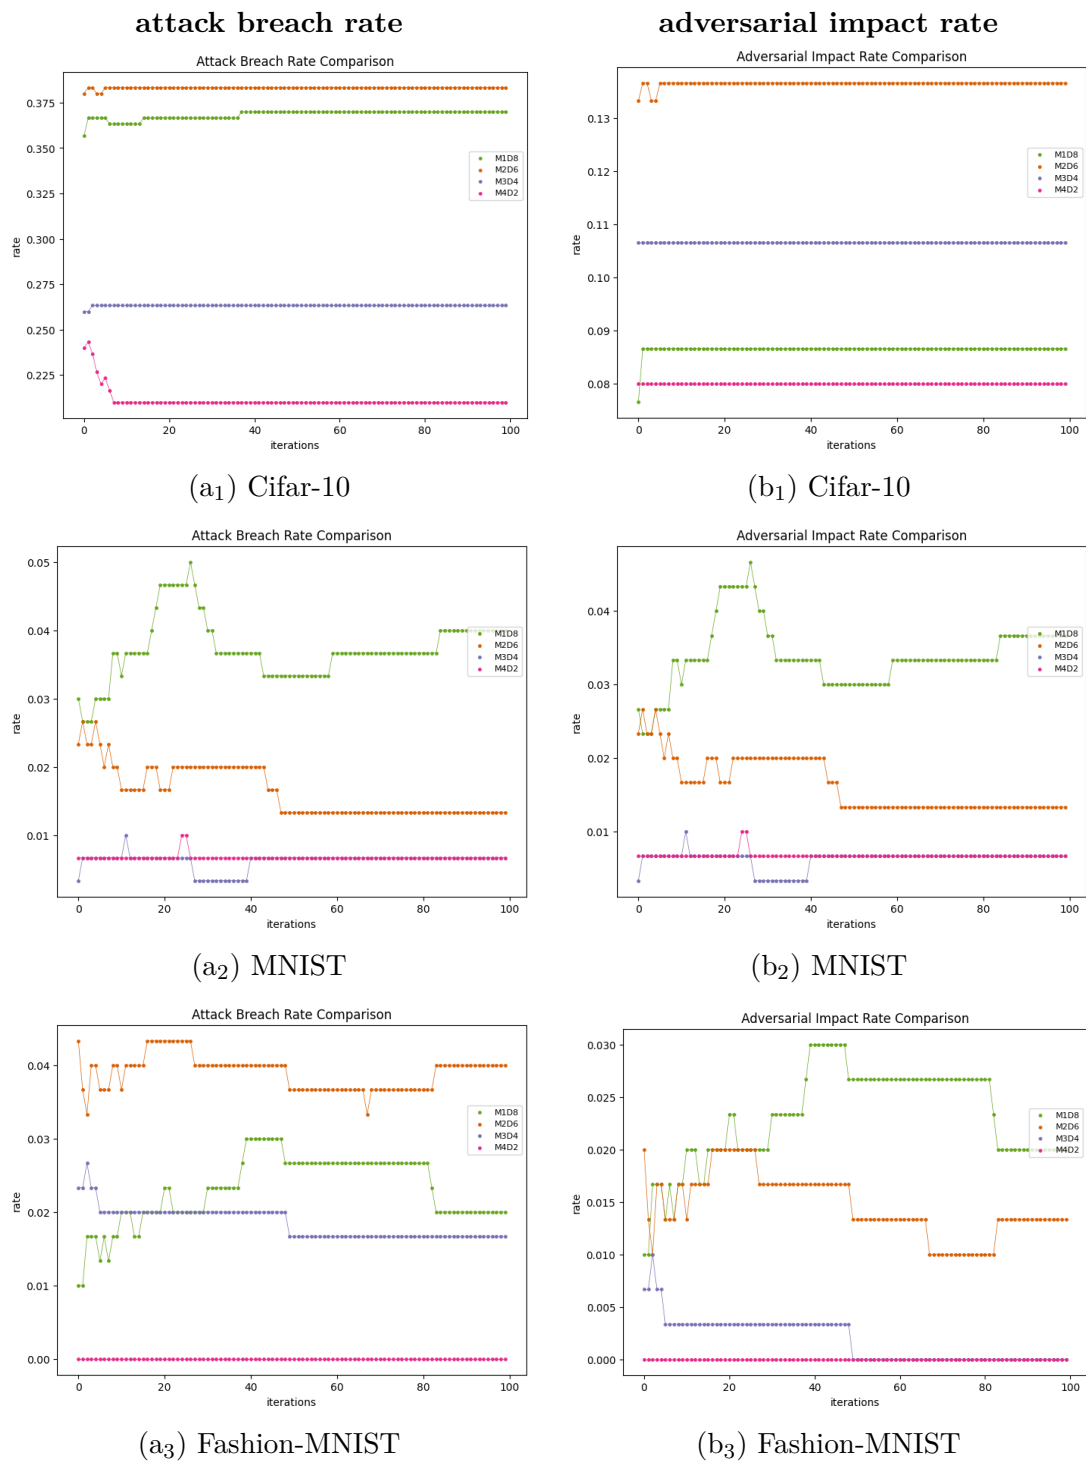 attack breach rate
adversarial impact rate
Attack Breach Rate Comparison
0.375
0.350
0.325
0.300
0.275
0.250
0.225
rate
0 20 40 60 80 100
iterations
M1D8
M2D6
M3D4
M4D2
Adversarial Impact Rate Comparison
0.13
0.12
0.11
0.10
0.09
0.08
rate
0 20 40 60 80 100
iterations
M1D8
M2D6
M3D4
M4D2
(a1) Cifar-10
(b1) Cifar-10
Attack Breach Rate Comparison
0.05
0.04
0.03
0.02
0.01
rate
0 20 40 60 80 100
iterations
M1D8
M2D6
M3D4
M4D2
Adversarial Impact Rate Comparison
0.04
0.03
0.02
0.01
rate
0 20 40 60 80 100
iterations
M1D8
M2D6
M3D4
M4D2
(a2) MNIST
(b2) MNIST
Attack Breach Rate Comparison
0.04
0.03
0.02
0.01
0.00
rate
0 20 40 60 80 100
iterations
M1D8
M2D6
M3D4
M4D2
Adversarial Impact Rate Comparison
0.030
0.025
0.020
0.015
0.010
0.005
0.000
rate
0 20 40 60 80 100
iterations
M1D8
M2D6
M3D4
M4D2
(a3) Fashion-MNIST
(b3) Fashion-MNIST